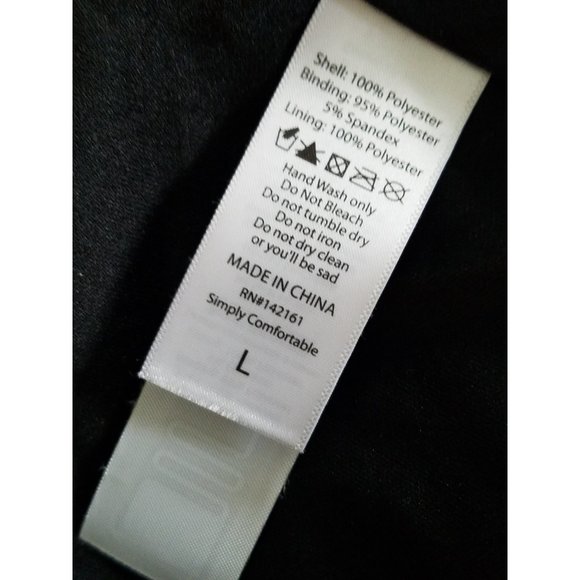 Shell: 100% Polyester
Binding: 95% Polyester
5% Spandex
Lining: 100% Polyester
Hand Wash only
Do Not Bleach
Do not tumble dry
Do not iron
Do not dry clean
or you'll be sad
MADE IN CHINA
RN#142161
Simply Comfortable
L